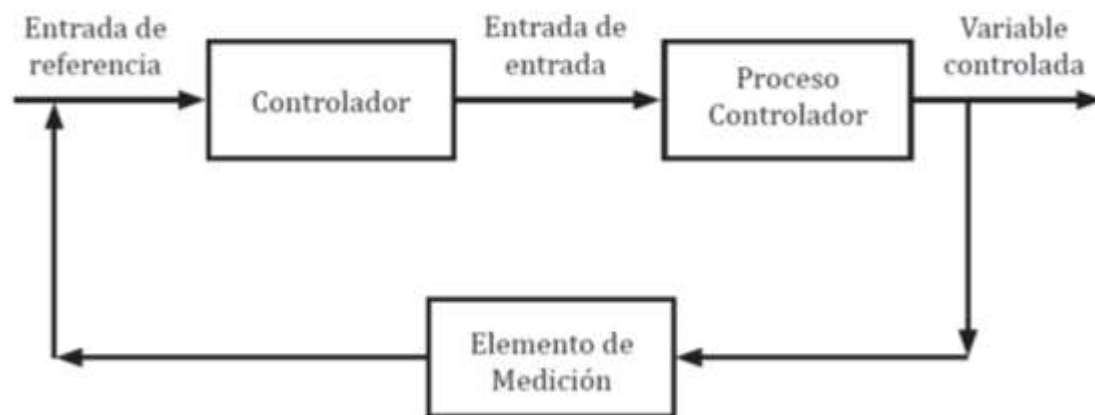 Entrada de
referencia
Controlador
Entrada de
entrada
Proceso
Controlador
Variable
controlada
Elemento de
Medición